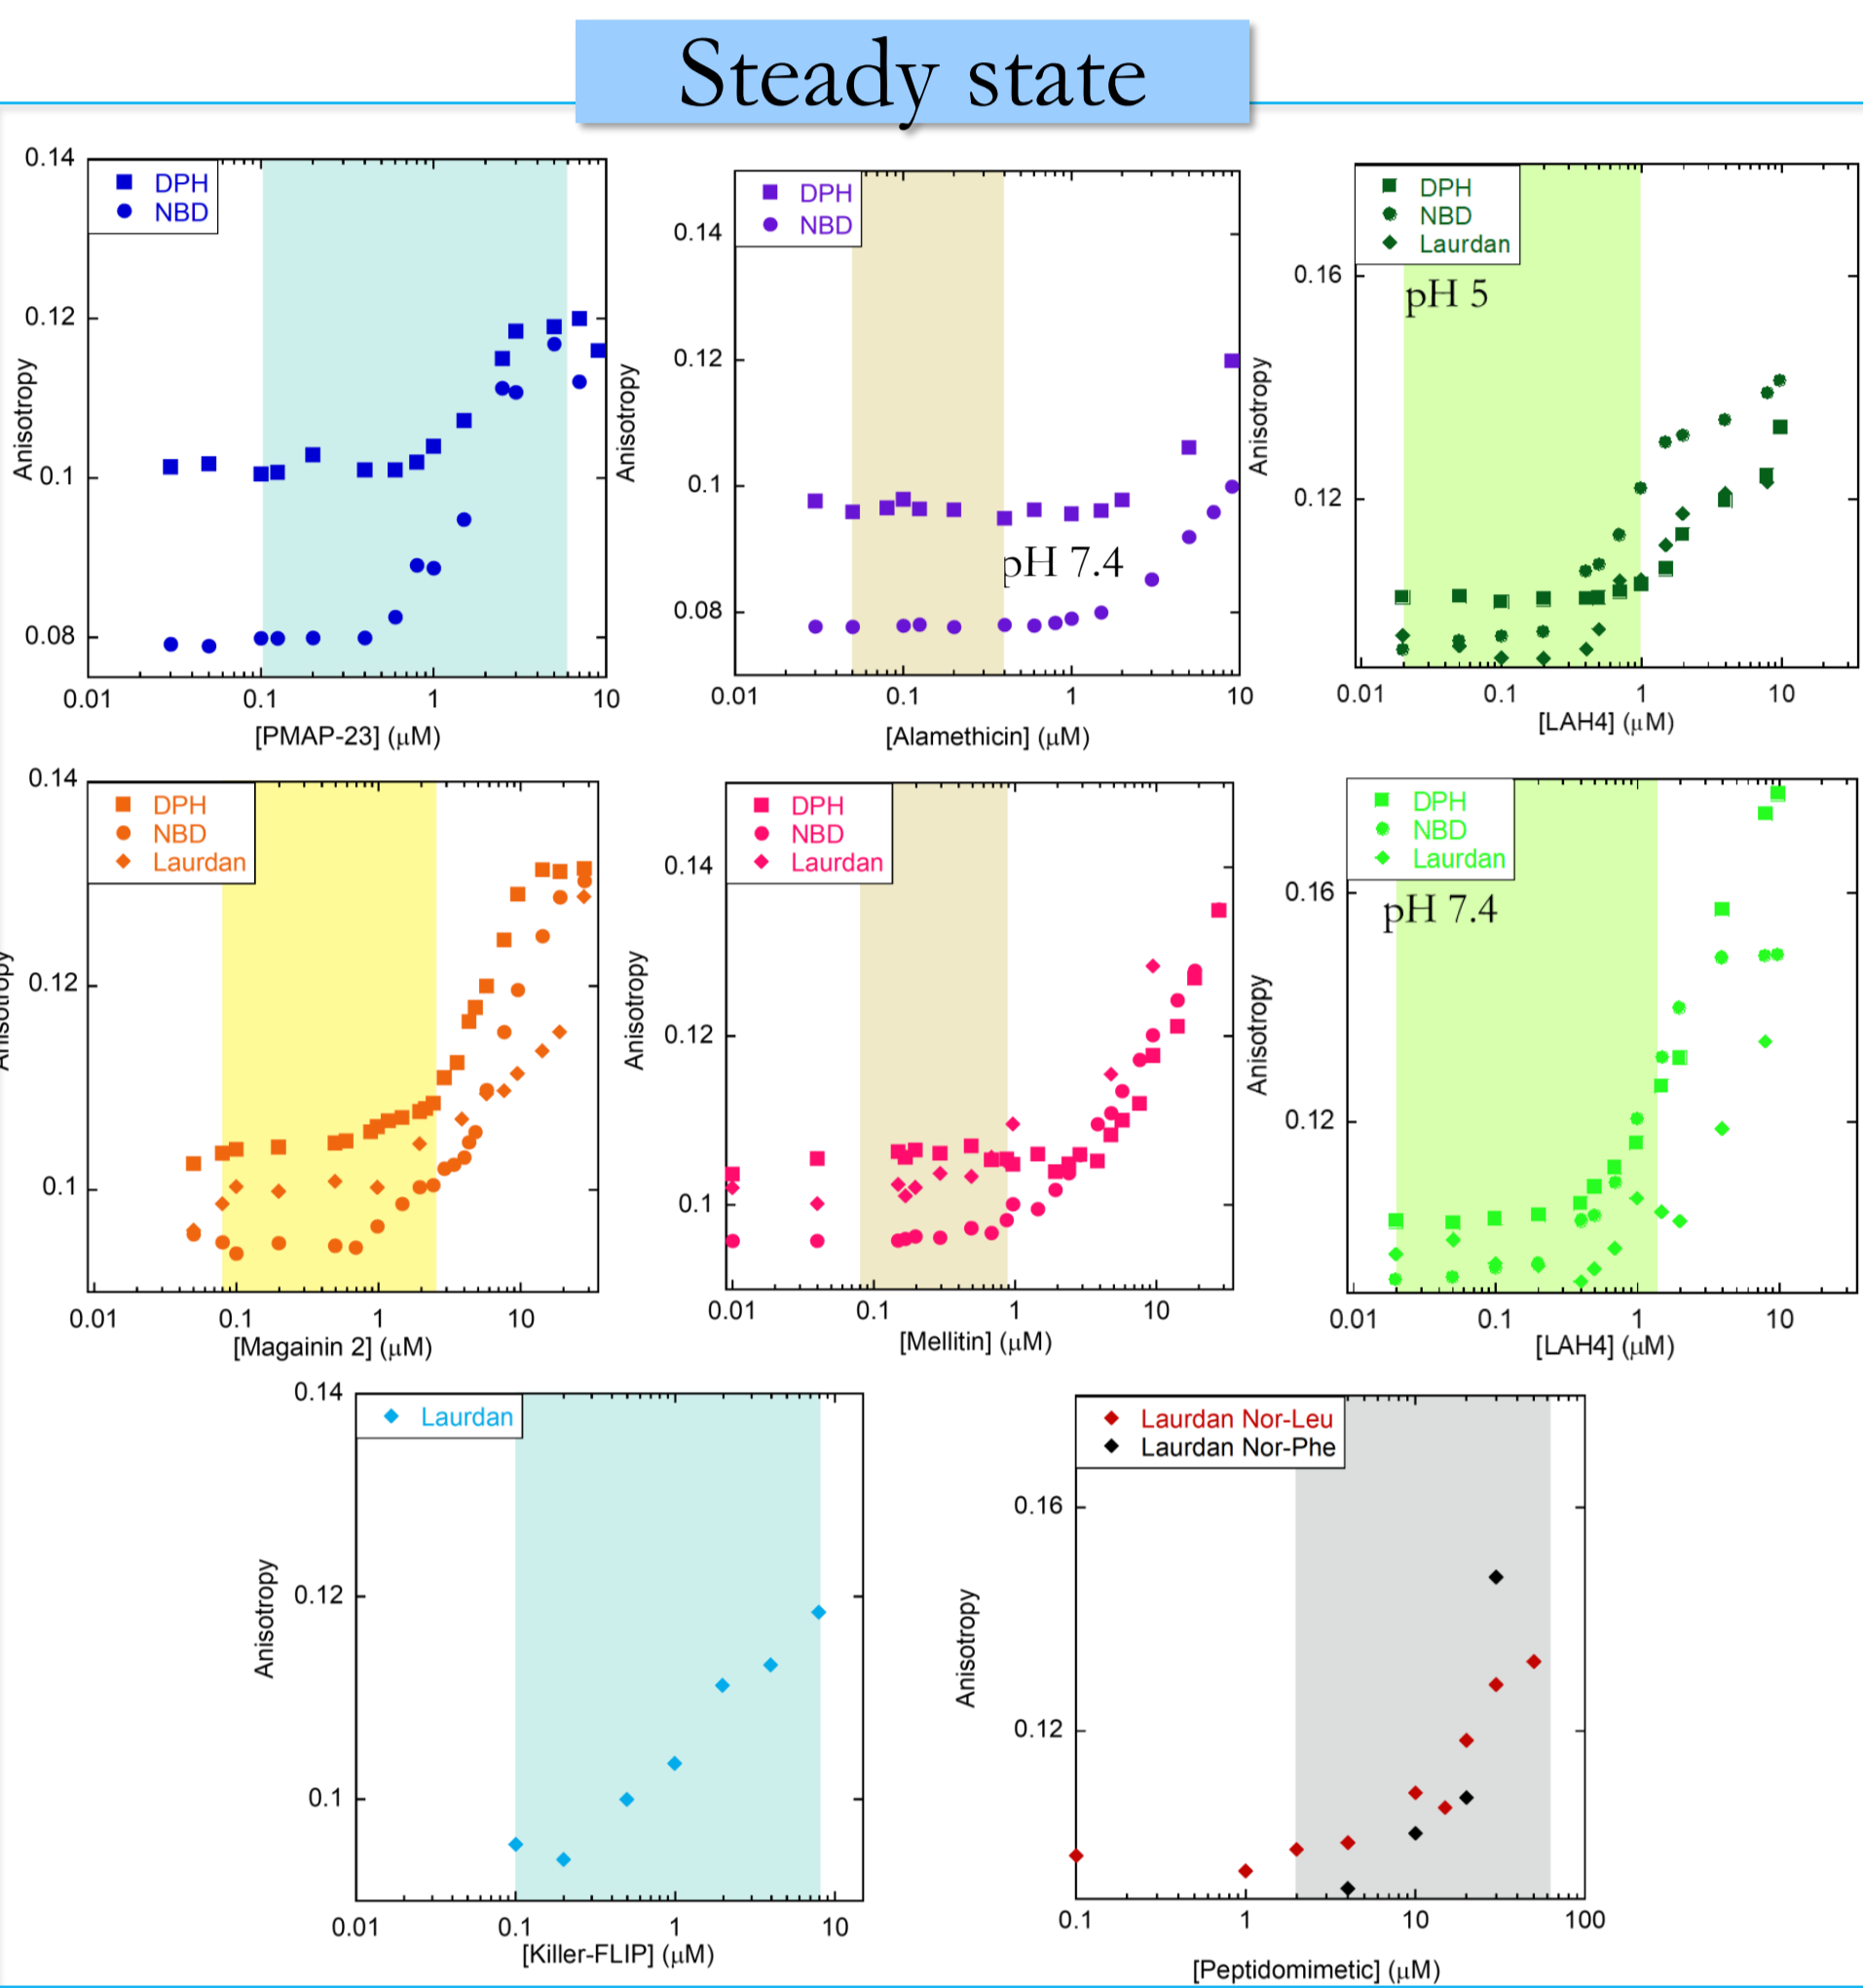 Steady state
0.14
0.12
0.1
0.08
Anisotropy
DPH
NBD
0.01 0.1 1 10
[PMAP-23] (μM)
0.14
0.12
0.1
0.08
Anisotropy
DPH
NBD
pH 7.4
0.01 0.1 1 10
[Alamethicin] (μM)
0.16
0.12
Anisotropy
DPH
NBD
Laurdan
pH 5
0.01 0.1 1 10
[LAH4] (μM)
0.14
0.12
0.1
Anisotropy
DPH
NBD
Laurdan
0.01 0.1 1 10
[Magainin 2] (μM)
0.14
0.12
0.1
Anisotropy
DPH
NBD
Laurdan
0.01 0.1 1 10
[Mellitin] (μM)
0.16
0.12
Anisotropy
DPH
NBD
Laurdan
pH 7.4
0.01 0.1 1 10
[LAH4] (μM)
0.14
0.12
0.1
Anisotropy
Laurdan
0.01 0.1 1 10
[Killer-FLIP] (μM)
0.16
0.12
Anisotropy
Laurdan Nor-Leu
Laurdan Nor-Phe
0.1 1 10 100
[Peptidomimetic] (μM)